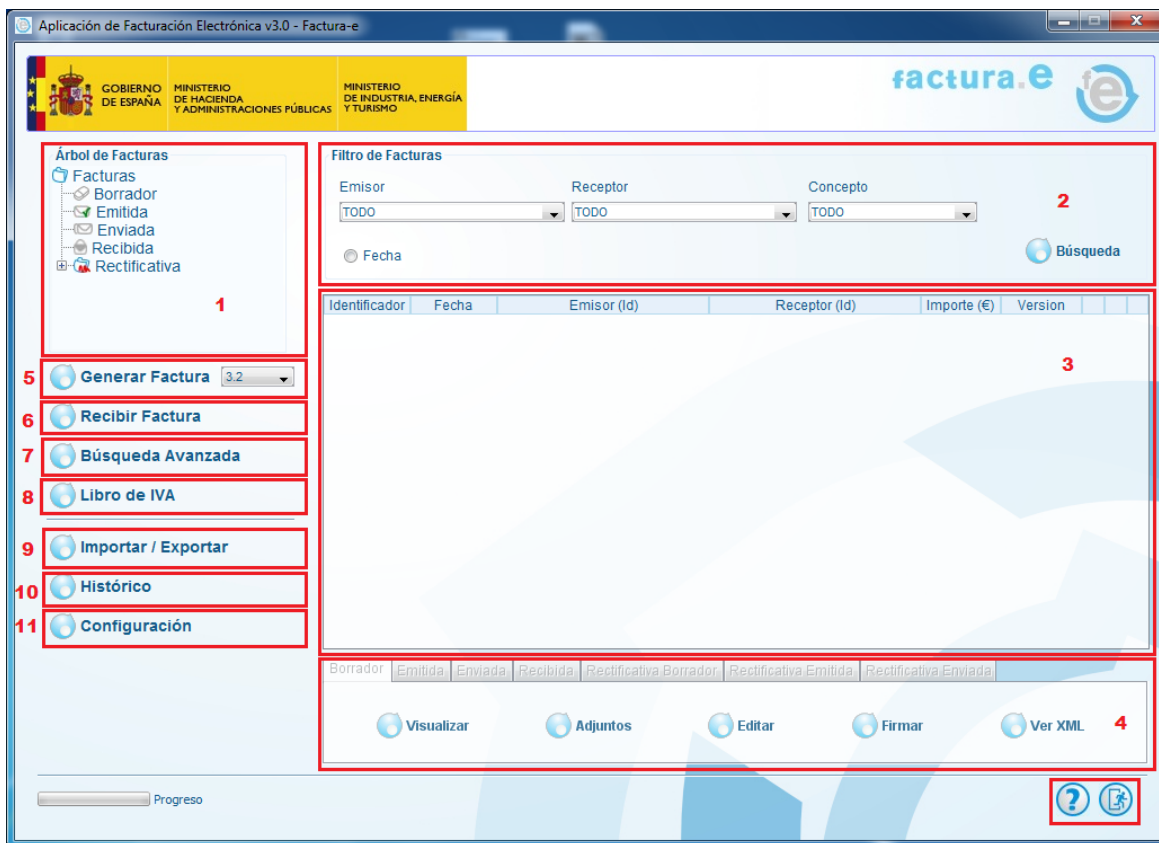 Aplicación de Facturación Electrónica v3.0 - Factura-e
GOBIERNO DE ESPAÑA
MINISTERIO DE HACIENDA Y ADMINISTRACIONES PÚBLICAS
MINISTERIO DE INDUSTRIA, ENERGÍA Y TURISMO
factura.e
fe
Árbol de Facturas
Facturas
Borrador
Emitida
Enviada
Recibida
Rectificativa
1
Filtro de Facturas
Emisor Receptor Concepto
TODO TODO TODO
2
Fecha Búsqueda
Identificador Fecha Emisor (Id) Receptor (Id) Importe (€) Version
3
5 Generar Factura 3.2
6 Recibir Factura
7 Búsqueda Avanzada
8 Libro de IVA
9 Importar / Exportar
10 Histórico
11 Configuración
Borrador Emitida Enviada Recibida Rectificativa Borrador Rectificativa Emitida Rectificativa Enviada
Visualizar Adjuntos Editar Firmar Ver XML 4
Progreso
?